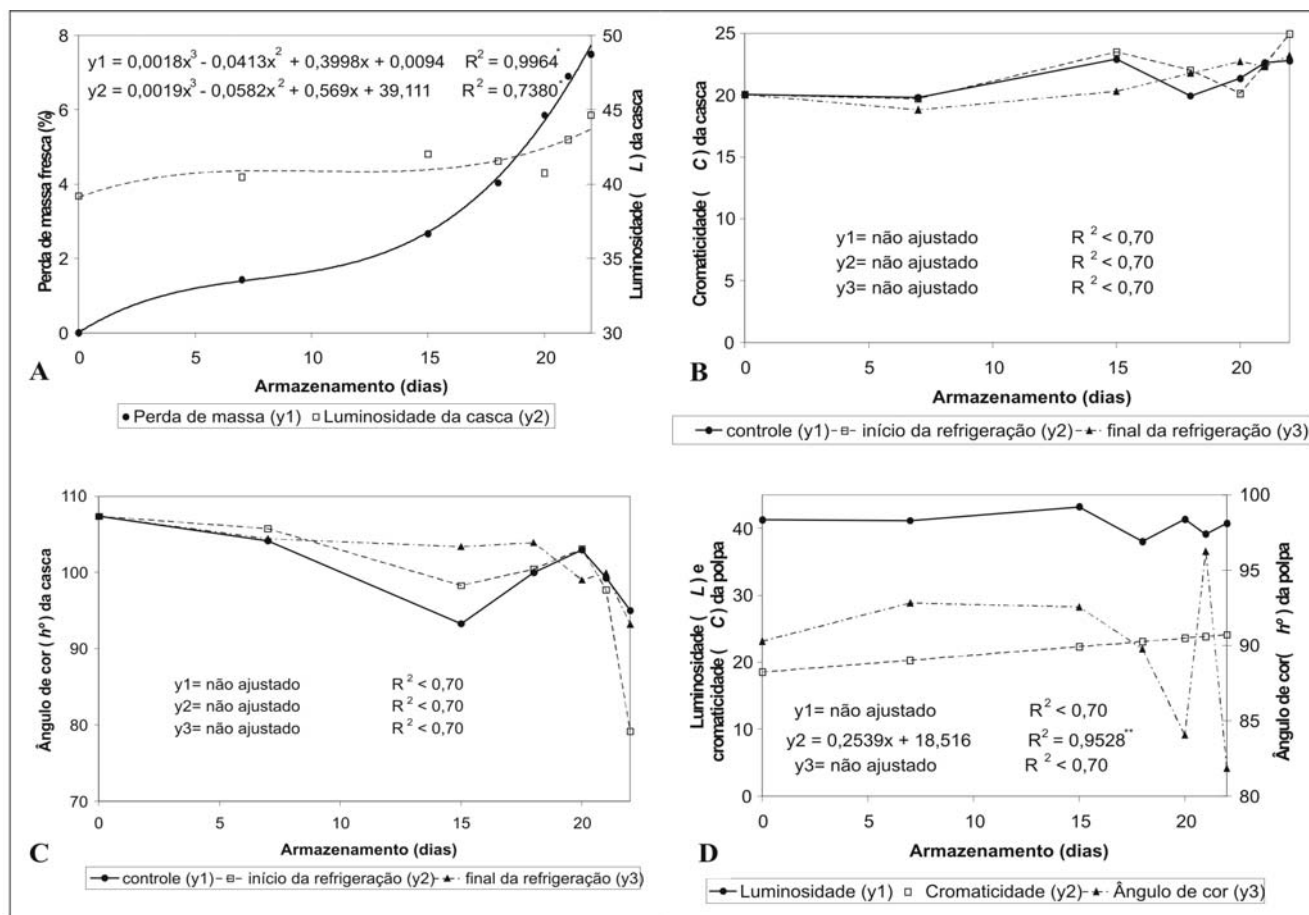 y1 = 0,0018x³ - 0,0413x² + 0,3998x + 0,0094 R² = 0,9964*
y2 = 0,0019x³ - 0,0582x² + 0,569x + 39,111 R² = 0,7380*
Perda de massa fresca (%)
8
6
4
2
0
50
45
40
35
30
Luminosidade ( L ) da casca
0 5 10 15 20
A
Armazenamento (dias)
Perda de massa (y1) Luminosidade da casca (y2)
Cromaticidade ( C ) da casca
25
20
15
10
5
0
y1= não ajustado R² < 0,70
y2= não ajustado R² < 0,70
y3= não ajustado R² < 0,70
0 5 10 15 20
B
Armazenamento (dias)
controle (y1) início da refrigeração (y2) final da refrigeração (y3)
Ângulo de cor ( hº ) da casca
110
100
90
80
70
y1= não ajustado R² < 0,70
y2= não ajustado R² < 0,70
y3= não ajustado R² < 0,70
0 5 10 15 20
C
Armazenamento (dias)
controle (y1) início da refrigeração (y2) final da refrigeração (y3)
Luminosidade ( L ) e
cromaticidade ( C ) da polpa
40
30
20
10
0
100
95
90
85
80
Ângulo de cor( hº ) da polpa
y1= não ajustado R² < 0,70
y2 = 0,2539x + 18,516 R² = 0,9528**
y3= não ajustado R² < 0,70
0 5 10 15 20
D
Armazenamento (dias)
Luminosidade (y1) Cromaticidade (y2) Ângulo de cor (y3)